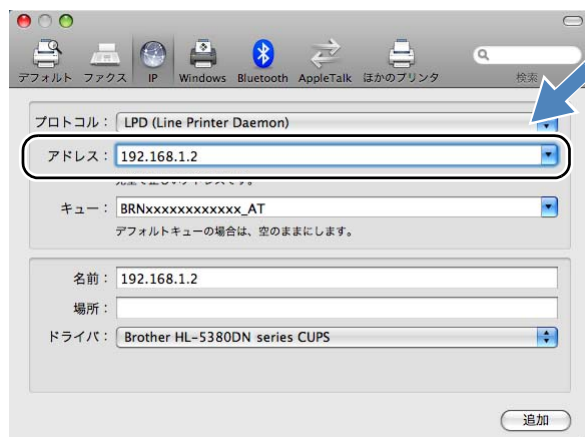 デフォルト ファクス IP Windows Bluetooth AppleTalk ほかのプリンタ 検索
プロトコル： LPD (Line Printer Daemon)
アドレス： 192.168.1.2
キュー： BRNxxxxxxxxxxxx_AT
デフォルトキューの場合は、空のままにします。
名前： 192.168.1.2
場所：
ドライバ： Brother HL-5380DN series CUPS
追加